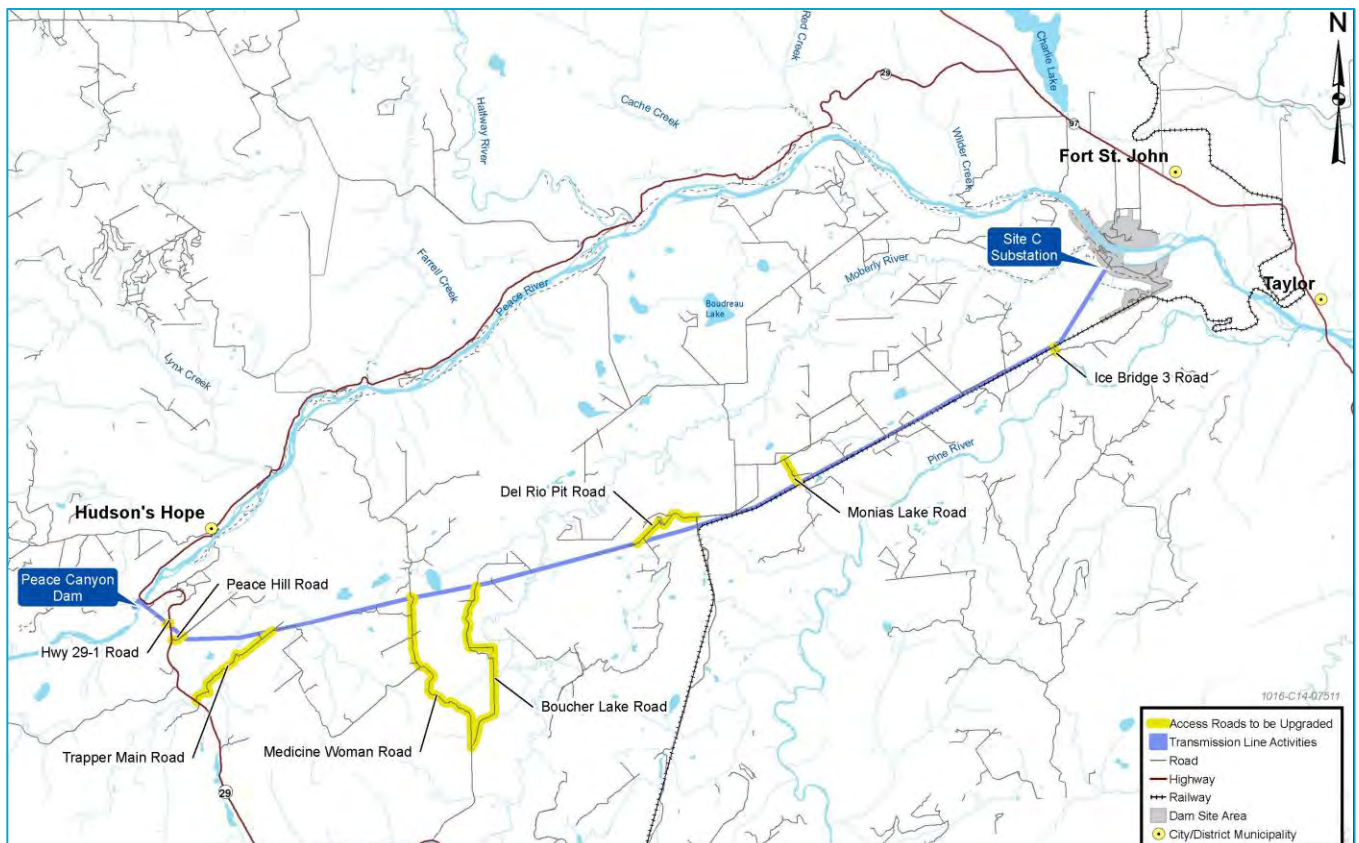 Red Creek
Charlie Lake
N
29
Halfway River
Cache Creek
97
Wilder Creek
Fort St. John
Site C
Substation
Moberly River
Farrell Creek
Peace River
Taylor
Boudreau
Lake
Lynx Creek
Ice Bridge 3 Road
Pine River
Del Rio Pit Road
Hudson's Hope
Monias Lake Road
Peace Canyon
Dam
Peace Hill Road
Hwy 29-1 Road
Boucher Lake Road
Trapper Main Road
Medicine Woman Road
29
1016-C14-07511
Access Roads to be Upgraded
Transmission Line Activities
Road
Highway
Railway
Dam Site Area
City/District Municipality